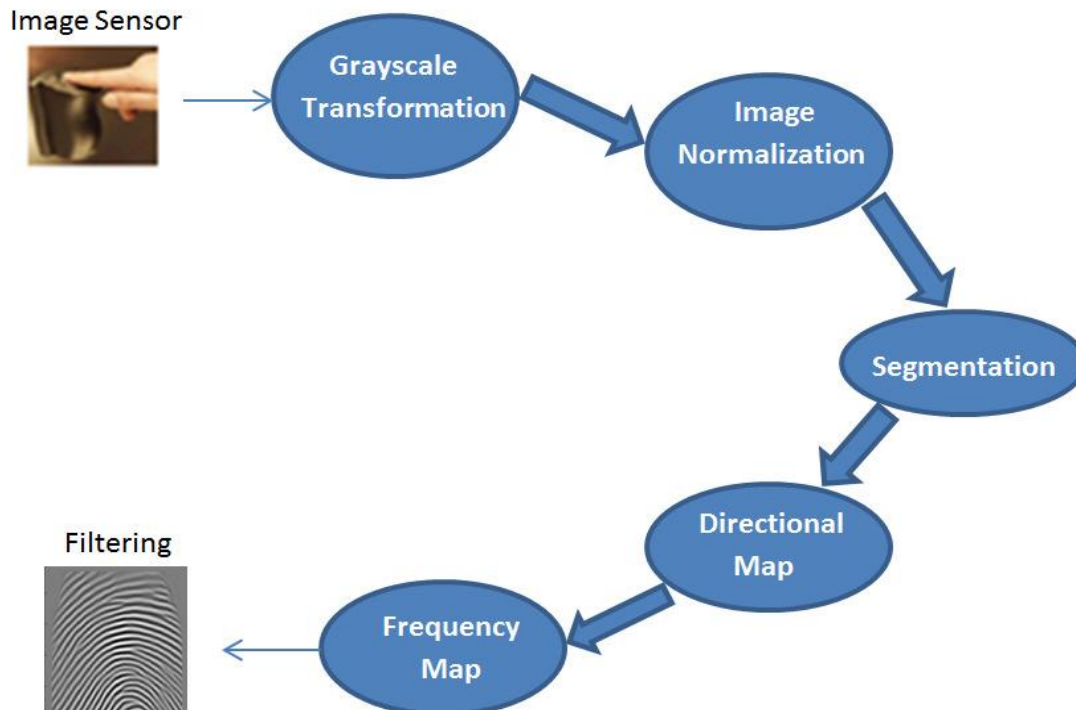 Image Sensor
Grayscale
Transformation
Image
Normalization
Segmentation
Directional
Map
Frequency
Map
Filtering